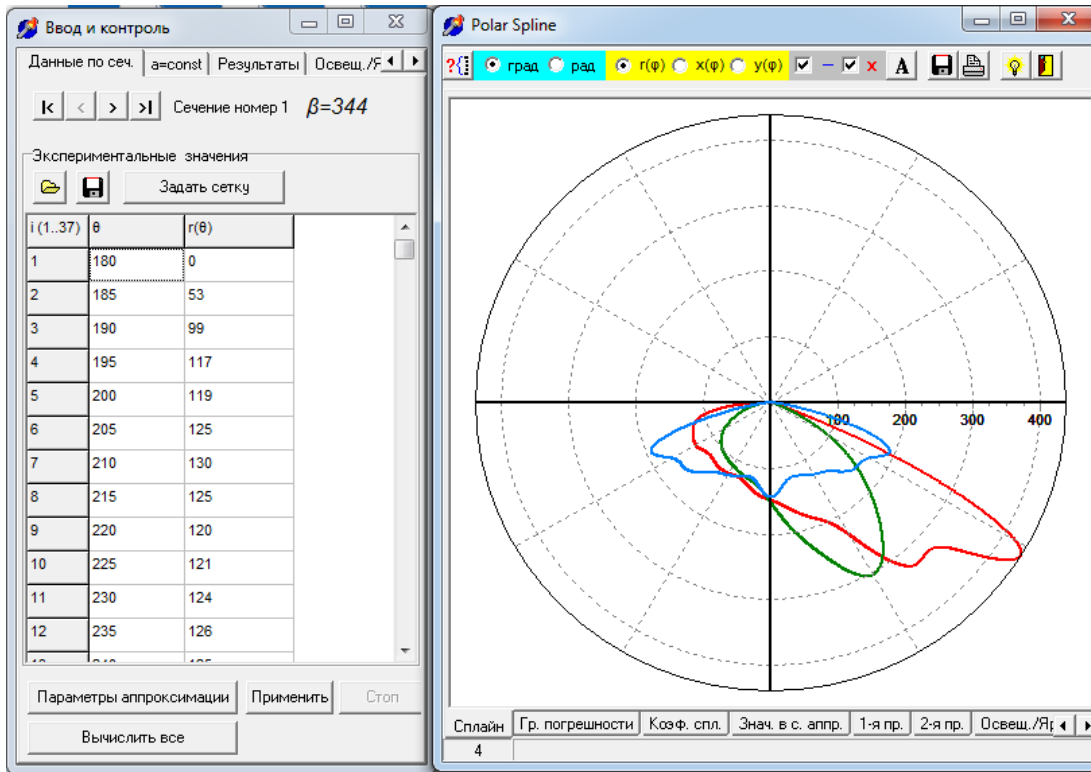 Ввод и контроль
Данные по сеч. a=const Результаты Освещ./Я
Сечение номер 1 β=344
Экспериментальные значения
Задать сетку
i (1..37) θ r(θ)
1 180 0
2 185 53
3 190 99
4 195 117
5 200 119
6 205 125
7 210 130
8 215 125
9 220 120
10 225 121
11 230 124
12 235 126
Параметры аппроксимации Применить Стоп
Вычислить все
Polar Spline
?{ град рад r(φ) x(φ) y(φ) – x A
100 200 300 400
Сплайн Гр. погрешности Коэф. спл. Знач. в с. аппр. 1-я пр. 2-я пр. Освещ./Яр
4